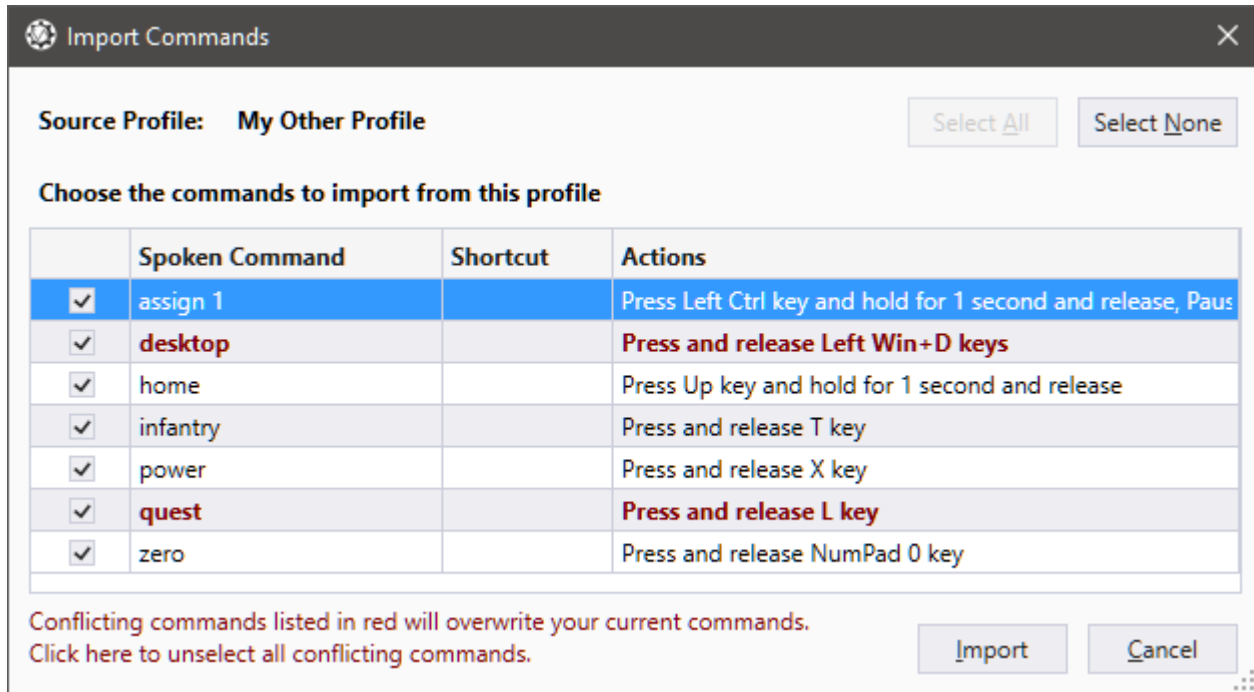 Import Commands
Source Profile: My Other Profile Select All Select None
Choose the commands to import from this profile
Spoken Command Shortcut Actions
assign 1 Press Left Ctrl key and hold for 1 second and release, Paus
desktop Press and release Left Win+D keys
home Press Up key and hold for 1 second and release
infantry Press and release T key
power Press and release X key
quest Press and release L key
zero Press and release NumPad 0 key
Conflicting commands listed in red will overwrite your current commands.
Click here to unselect all conflicting commands.
Import Cancel